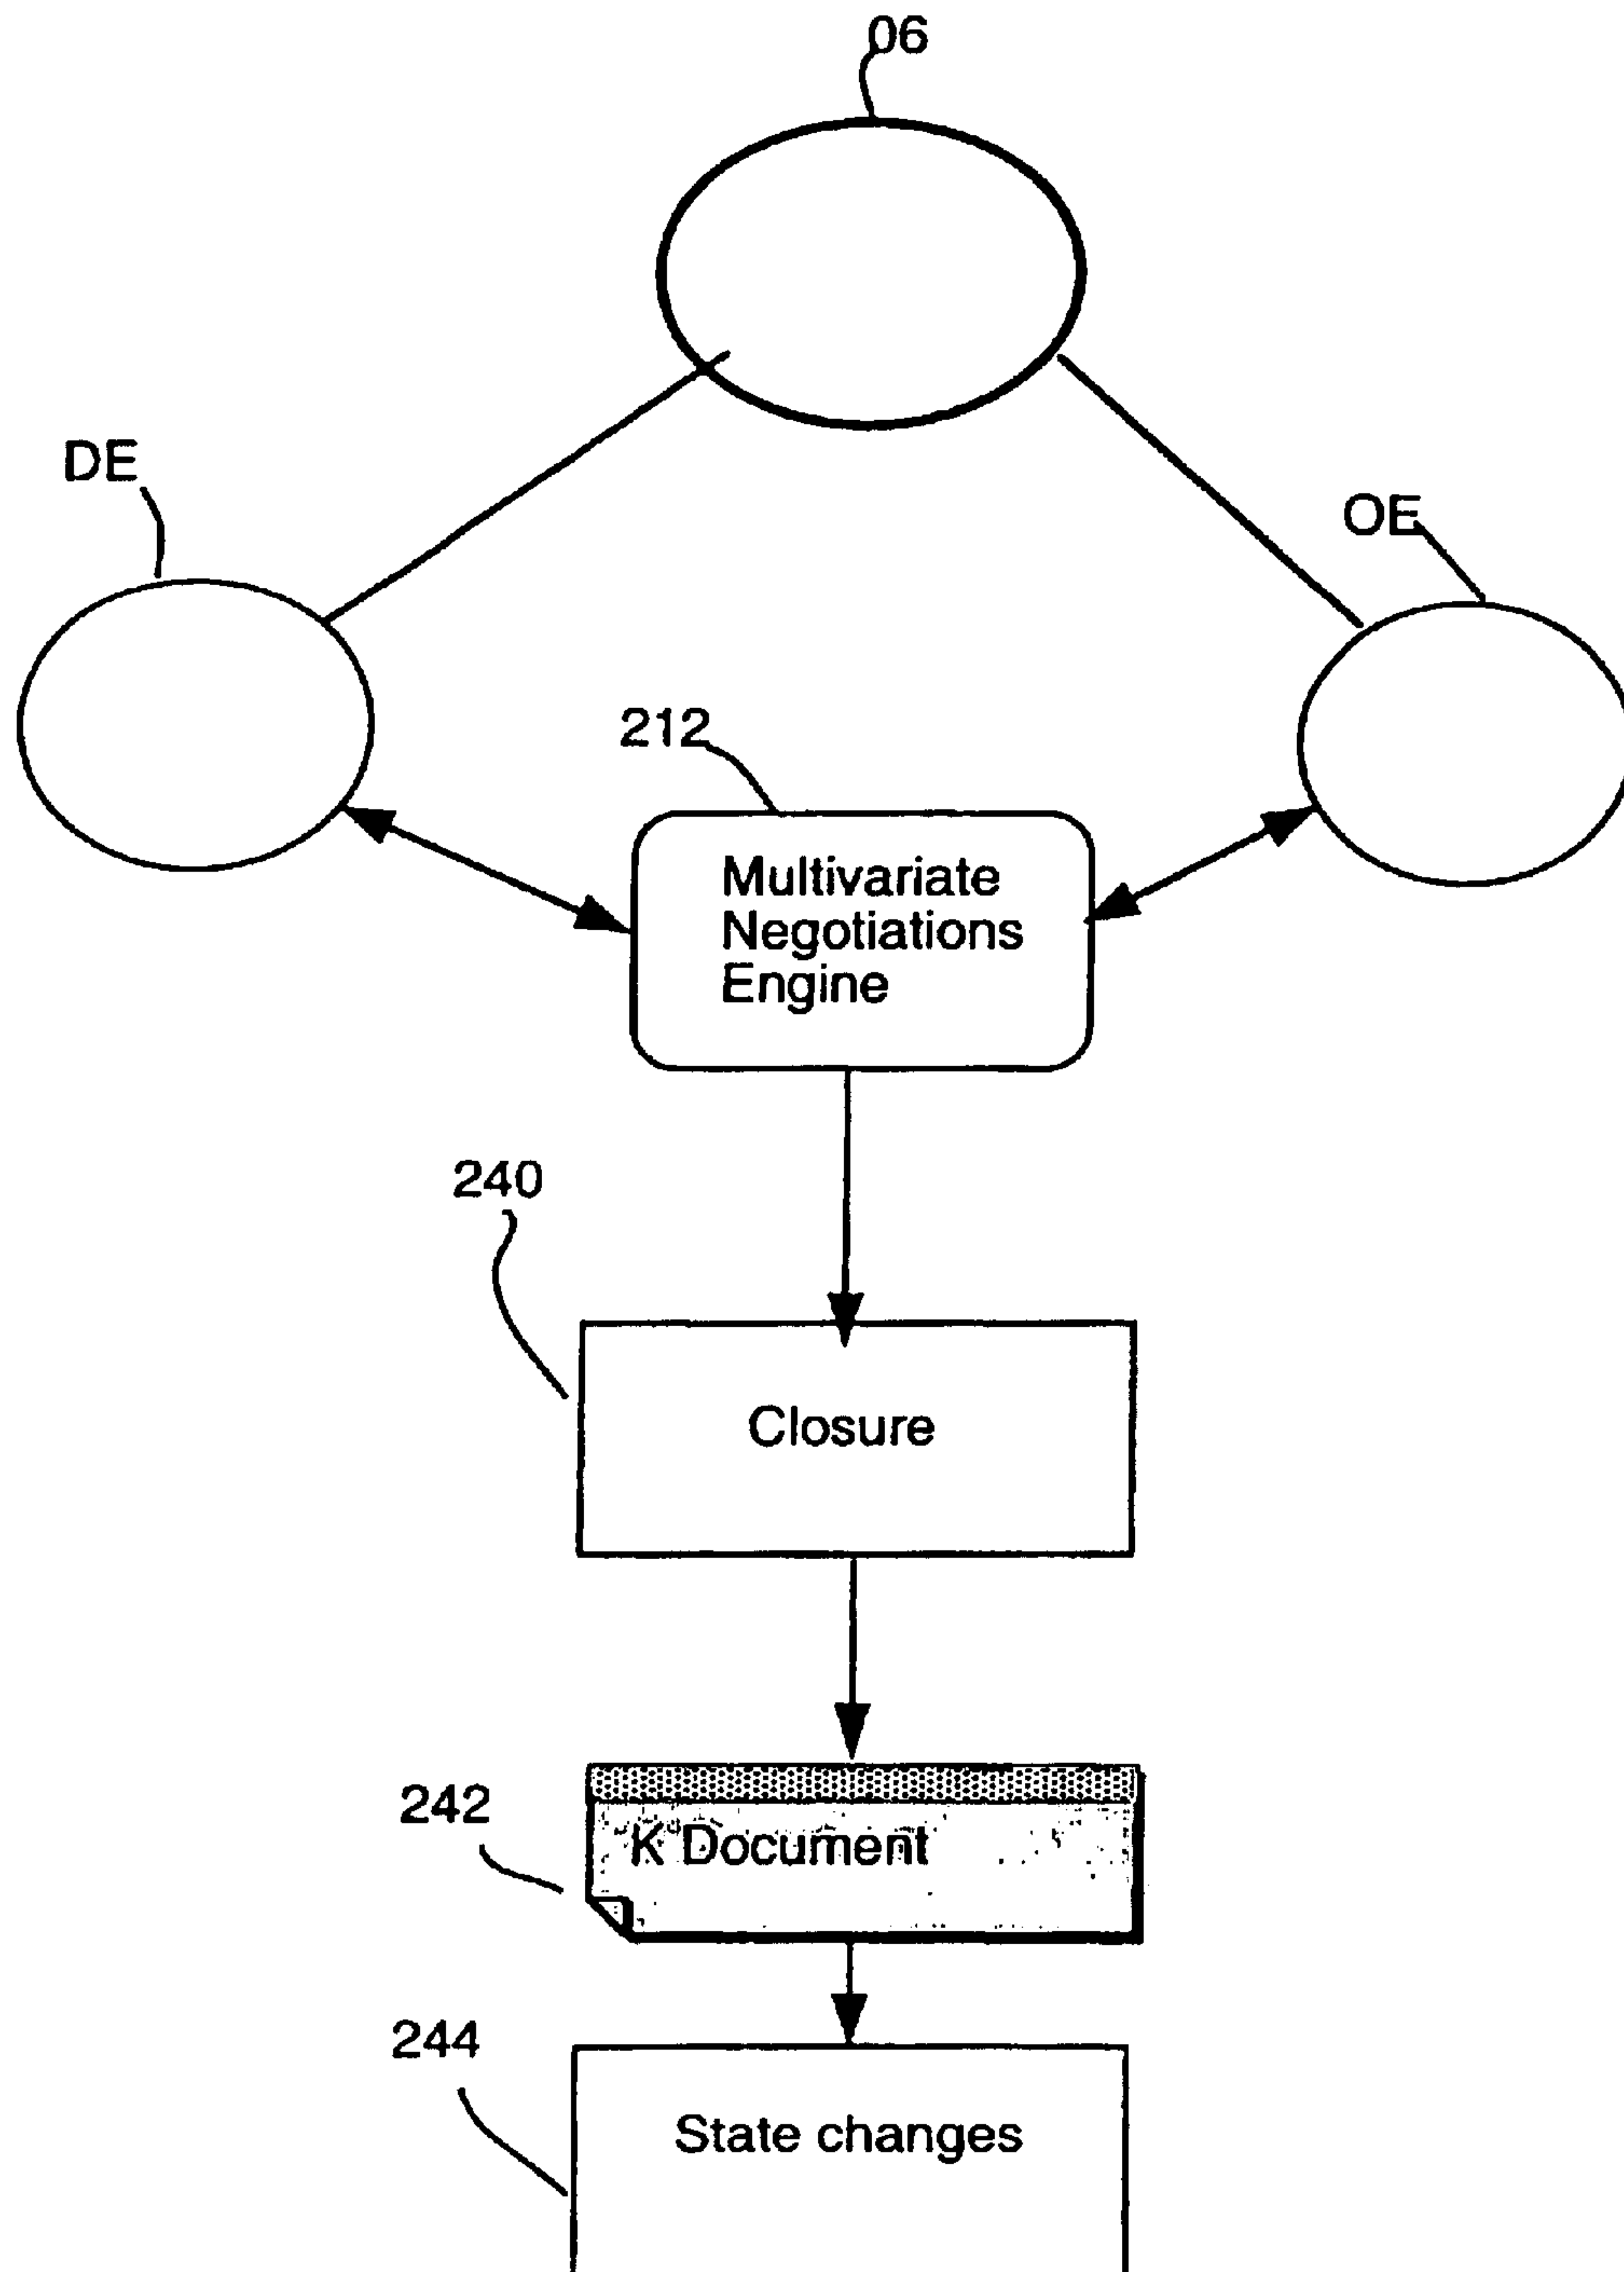 06
DE
OE
212
Multivariate
Negotiations
Engine
240
Closure
242
K Document
244
State changes